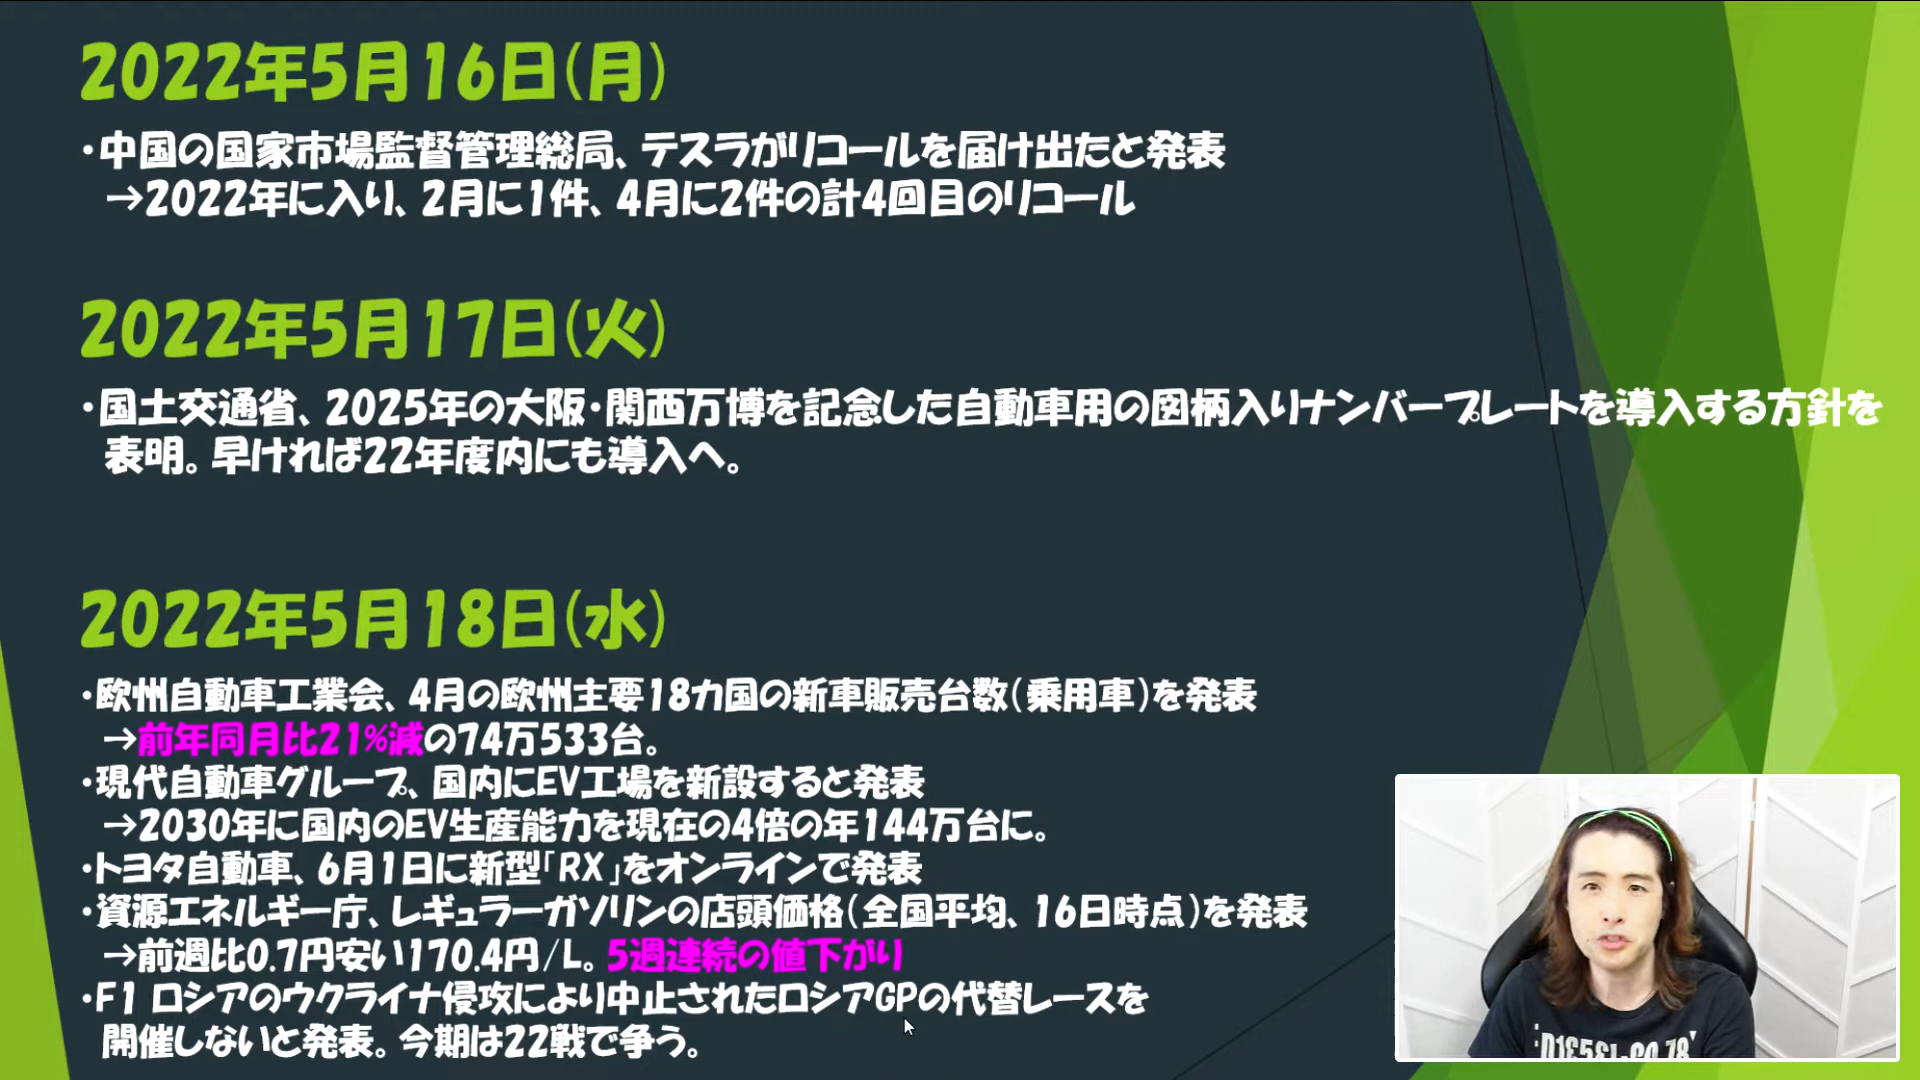 2022年5月16日(月)
・中国の国家市場監督管理総局、テスラがリコールを届け出たと発表
→2022年に入り、2月に1件、4月に2件の計4回目のリコール
2022年5月17日(火)
・国土交通省、2025年の大阪・関西万博を記念した自動車用の図柄入りナンバープレートを導入する方針を
表明。早ければ22年度内にも導入へ。
2022年5月18日(水)
・欧州自動車工業会、4月の欧州主要18カ国の新車販売台数(乗用車)を発表
→前年同月比21%減の74万533台。
・現代自動車グループ、国内にEV工場を新設すると発表
→2030年に国内のEV生産能力を現在の4倍の年144万台に。
・トヨタ自動車、6月1日に新型「RX」をオンラインで発表
・資源エネルギー庁、レギュラーガソリンの店頭価格(全国平均、16日時点)を発表
→前週比0.7円安い170.4円/L。5週連続の値下がり
・F1 ロシアのウクライナ侵攻により中止されたロシアGPの代替レースを
開催しないと発表。今期は22戦で争う。